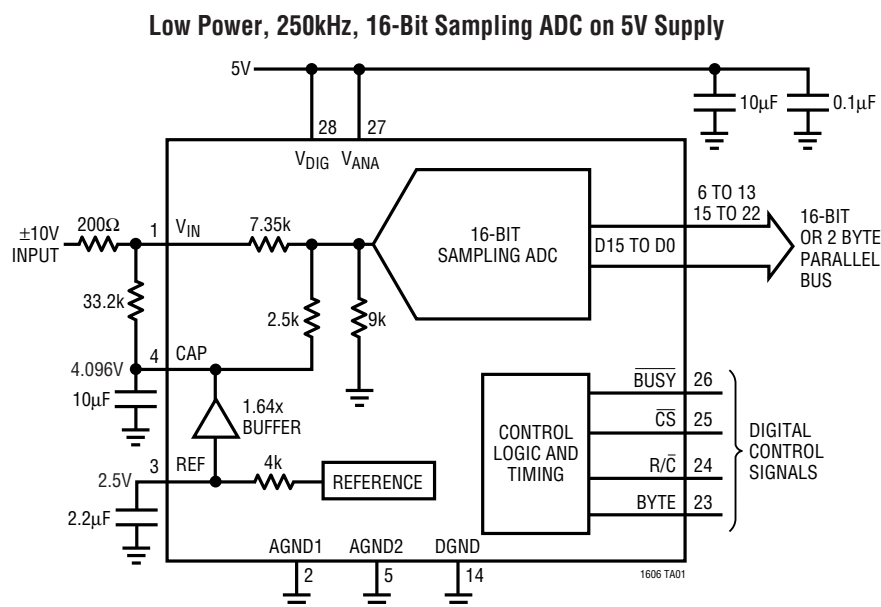 Low Power, 250kHz, 16-Bit Sampling ADC on 5V Supply
5V
10µF
0.1µF
28
27
VDIG
VANA
6 TO 13
15 TO 22
16-BIT
OR 2 BYTE
PARALLEL
BUS
±10V
INPUT
200Ω
1
VIN
7.35k
16-BIT
SAMPLING ADC
D15 TO D0
33.2k
2.5k
9k
4.096V
4
CAP
10µF
1.64x
BUFFER
3
REF
4k
REFERENCE
2.5V
2.2µF
CONTROL
LOGIC AND
TIMING
B̅U̅S̅Y̅
26
C̅S̅
25
R/C̅
24
BYTE
23
DIGITAL
CONTROL
SIGNALS
AGND1
AGND2
DGND
2
5
14
1606 TA01